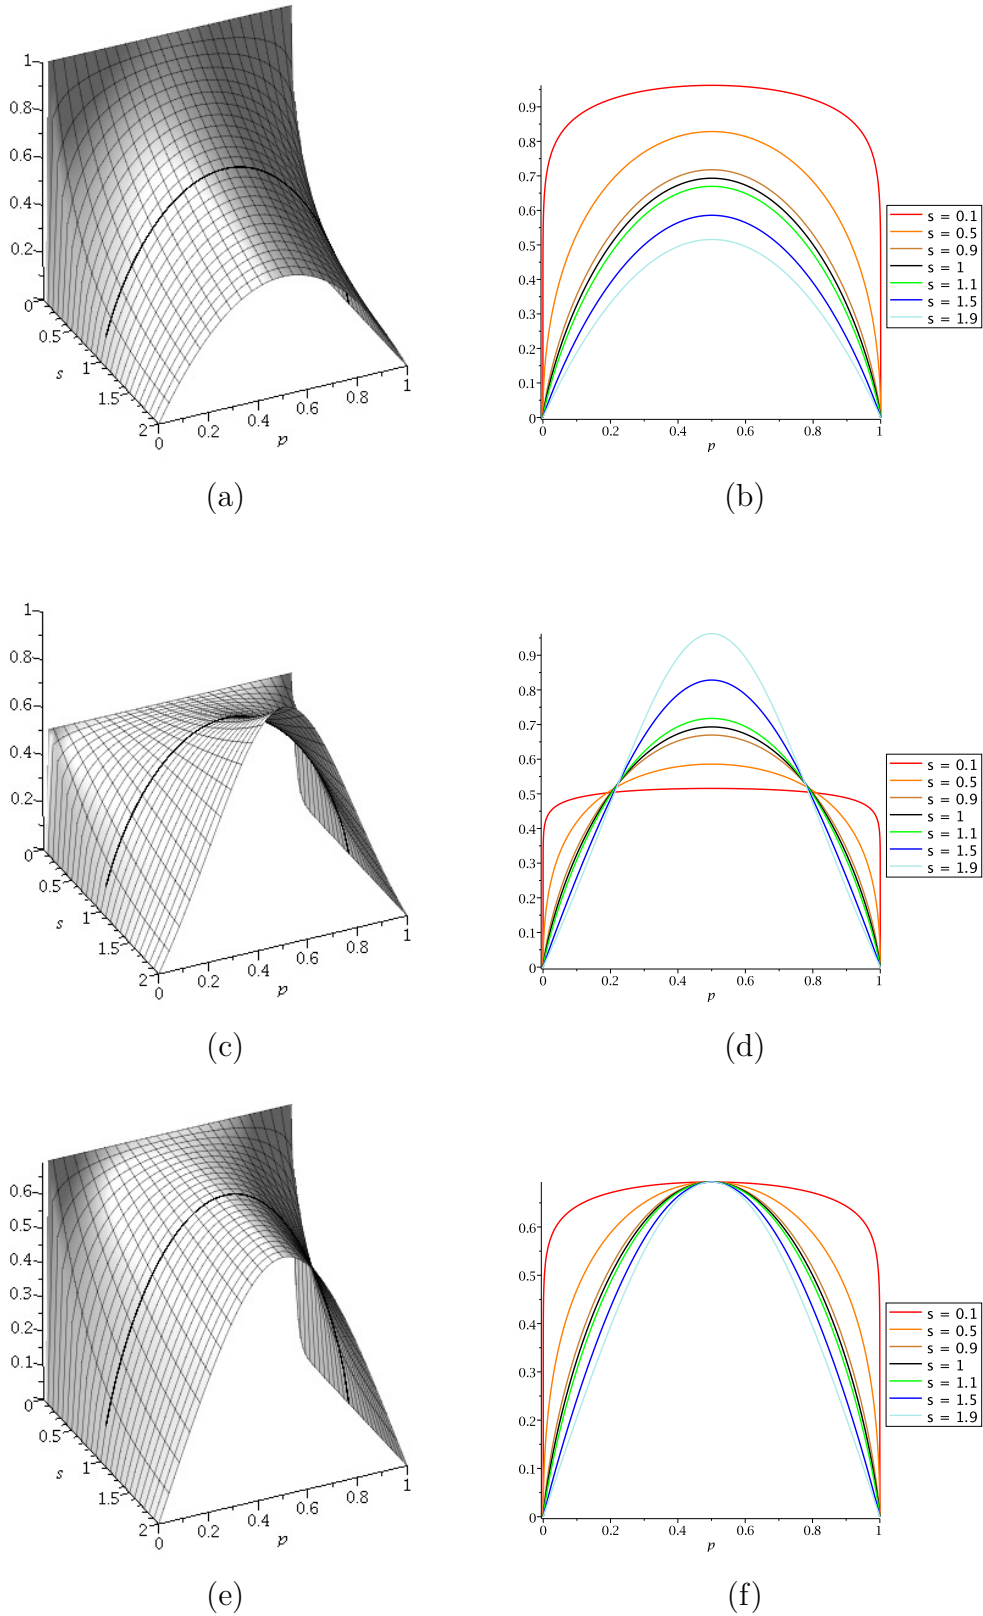 1
0.8
0.6
0.4
0.2
0
0.5
s
1
1.5
2
0
0.2
0.4
0.6
0.8
1
p
(a)
0.9
0.8
0.7
0.6
0.5
0.4
0.3
0.2
0.1
0
0 0.2 0.4 0.6 0.8 1
p
s = 0.1
s = 0.5
s = 0.9
s = 1
s = 1.1
s = 1.5
s = 1.9
(b)
1
0.8
0.6
0.4
0.2
0
0.5
s
1
1.5
2
0
0.2
0.4
0.6
0.8
1
p
(c)
0.9
0.8
0.7
0.6
0.5
0.4
0.3
0.2
0.1
0
0 0.2 0.4 0.6 0.8 1
p
s = 0.1
s = 0.5
s = 0.9
s = 1
s = 1.1
s = 1.5
s = 1.9
(d)
0.6
0.5
0.4
0.3
0.2
0.1
0
0.5
s
1
1.5
2
0
0.2
0.4
0.6
0.8
1
p
(e)
0.6
0.5
0.4
0.3
0.2
0.1
0
0 0.2 0.4 0.6 0.8 1
p
s = 0.1
s = 0.5
s = 0.9
s = 1
s = 1.1
s = 1.5
s = 1.9
(f)